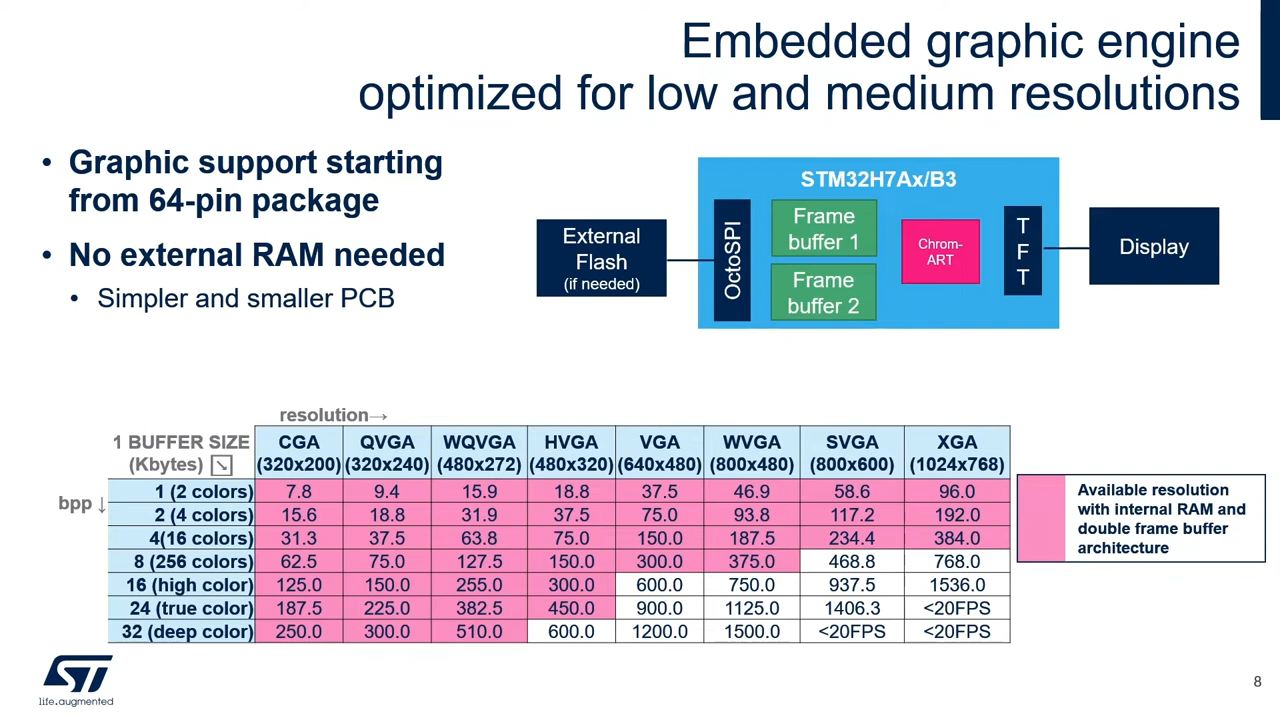 Embedded graphic engine
optimized for low and medium resolutions
• Graphic support starting
from 64-pin package
• No external RAM needed
• Simpler and smaller PCB
External
Flash
(if needed)
STM32H7Ax/B3
OctoSPI
Frame
buffer 1
Frame
buffer 2
Chrom-
ART
T
F
T
Display
resolution→
1 BUFFER SIZE
(Kbytes) ↘
bpp ↓
CGA QVGA WQVGA HVGA VGA WVGA SVGA XGA
(320x200) (320x240) (480x272) (480x320) (640x480) (800x480) (800x600) (1024x768)
1 (2 colors) 7.8 9.4 15.9 18.8 37.5 46.9 58.6 96.0
2 (4 colors) 15.6 18.8 31.9 37.5 75.0 93.8 117.2 192.0
4(16 colors) 31.3 37.5 63.8 75.0 150.0 187.5 234.4 384.0
8 (256 colors) 62.5 75.0 127.5 150.0 300.0 375.0 468.8 768.0
16 (high color) 125.0 150.0 255.0 300.0 600.0 750.0 937.5 1536.0
24 (true color) 187.5 225.0 382.5 450.0 900.0 1125.0 1406.3 <20FPS
32 (deep color) 250.0 300.0 510.0 600.0 1200.0 1500.0 <20FPS <20FPS
Available resolution
with internal RAM and
double frame buffer
architecture
ST
life.augmented
8